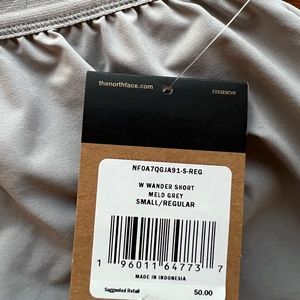 thenorthface.com
F22GENCVR
NF0A7QGJA91-S-REG
W WANDER SHORT
MELD GREY
SMALL/REGULAR
1 96011 64773 7
MADE IN INDONESIA
Suggested Retail 50.00